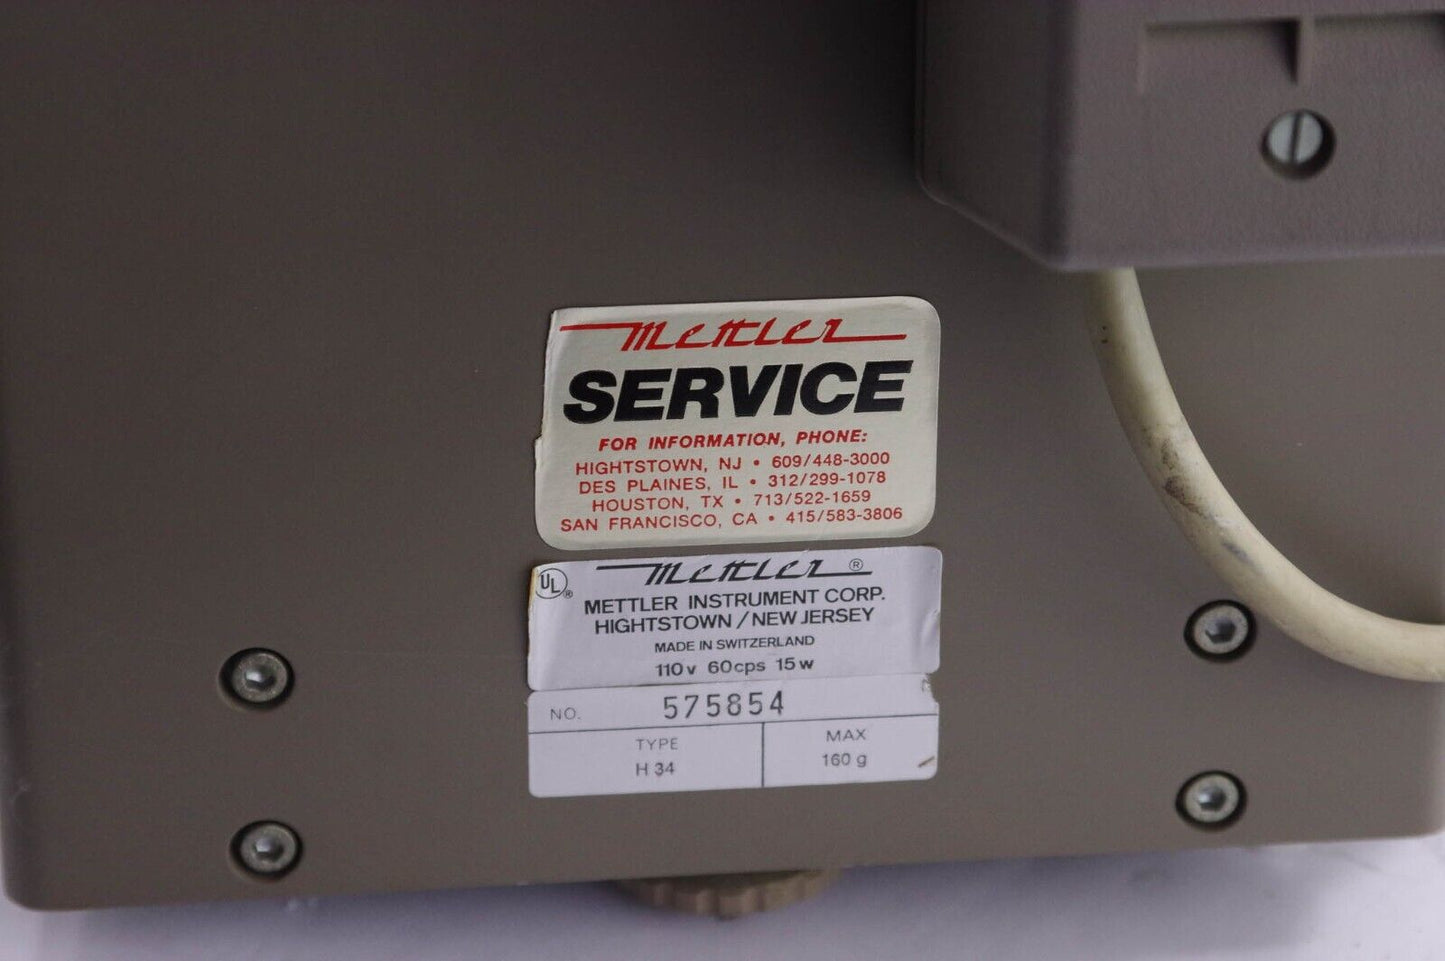 Mettler
SERVICE
FOR INFORMATION, PHONE:
HIGHTSTOWN, NJ • 609/448-3000
DES PLAINES, IL • 312/299-1078
HOUSTON, TX • 713/522-1659
SAN FRANCISCO, CA • 415/583-3806
UL ® Mettler ®
METTLER INSTRUMENT CORP.
HIGHTSTOWN/NEW JERSEY
MADE IN SWITZERLAND
110v 60cps 15w
NO. 575854
TYPE MAX
H 34 160 g